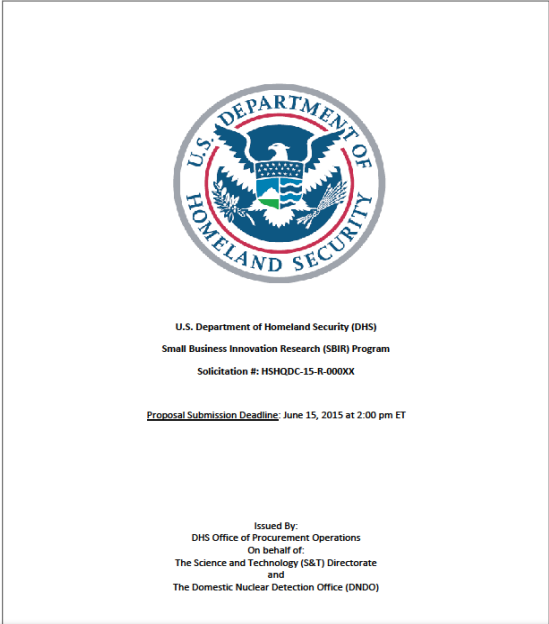 U.S. DEPARTMENT OF
HOMELAND SECURITY
U.S. Department of Homeland Security (DHS)
Small Business Innovation Research (SBIR) Program
Solicitation #: HSHQDC-15-R-000XX
Proposal Submission Deadline: June 15, 2015 at 2:00 pm ET
Issued By:
DHS Office of Procurement Operations
On behalf of:
The Science and Technology (S&T) Directorate
and
The Domestic Nuclear Detection Office (DNDO)